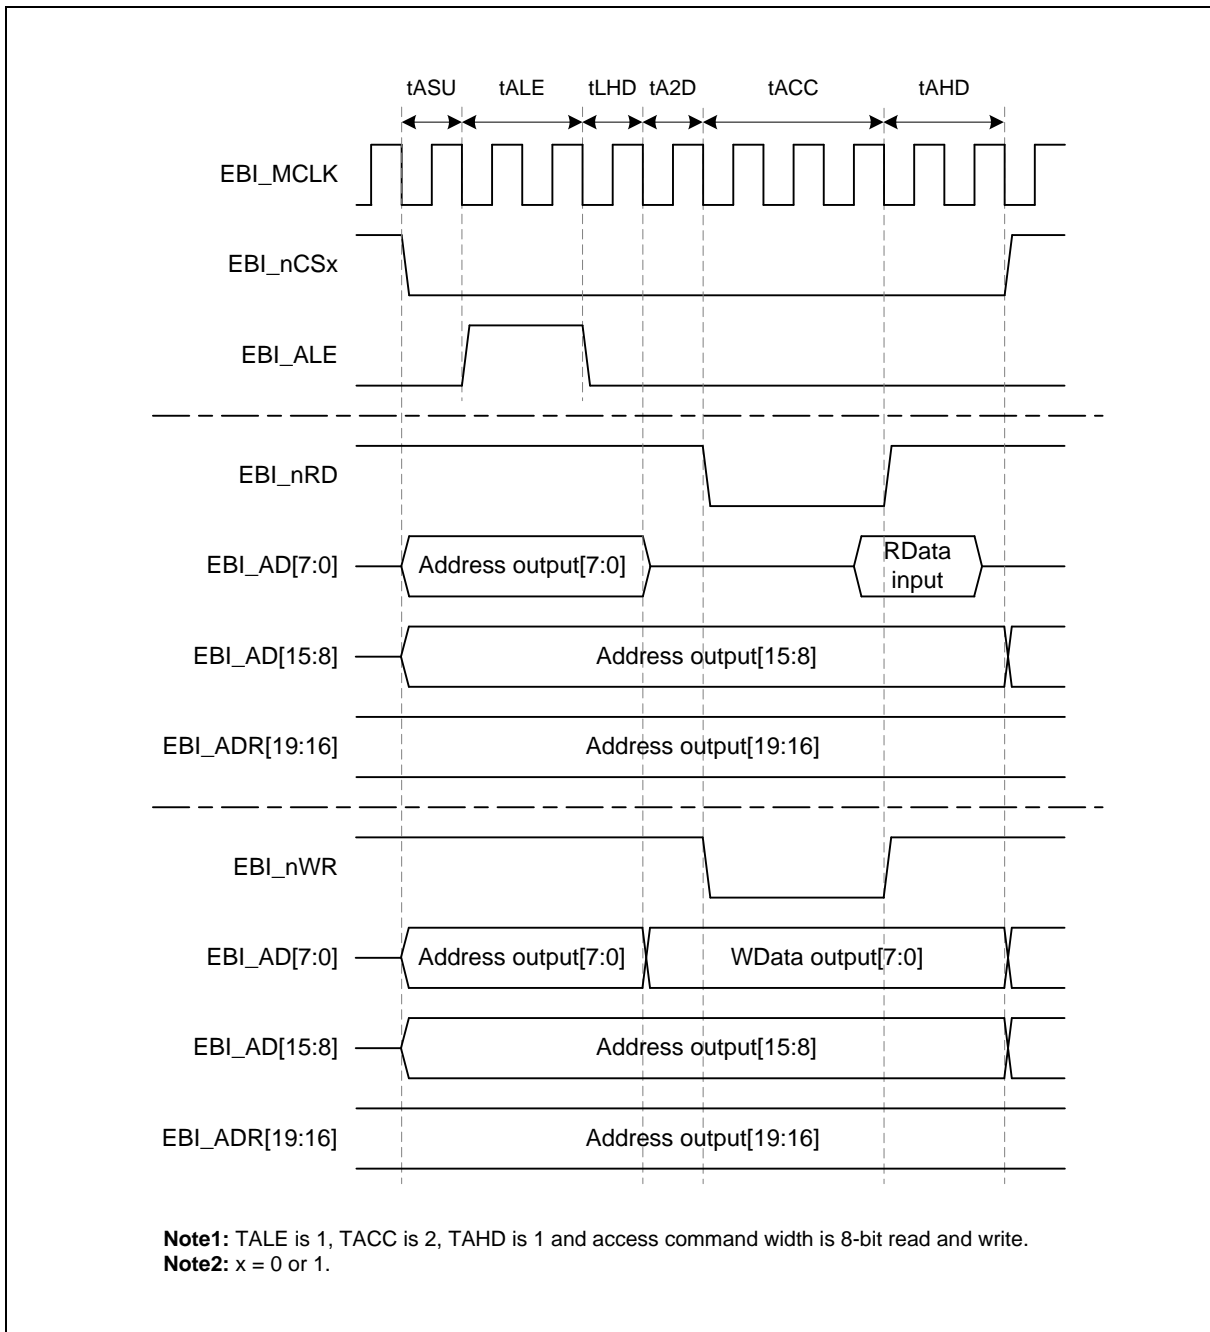 tASU tALE tLHD tA2D tACC tAHD
EBI_MCLK
EBI_nCSx
EBI_ALE
EBI_nRD
EBI_AD[7:0] Address output[7:0] RData
input
EBI_AD[15:8] Address output[15:8]
EBI_ADR[19:16] Address output[19:16]
EBI_nWR
EBI_AD[7:0] Address output[7:0] WData output[7:0]
EBI_AD[15:8] Address output[15:8]
EBI_ADR[19:16] Address output[19:16]
Note1: TALE is 1, TACC is 2, TAHD is 1 and access command width is 8-bit read and write.
Note2: x = 0 or 1.